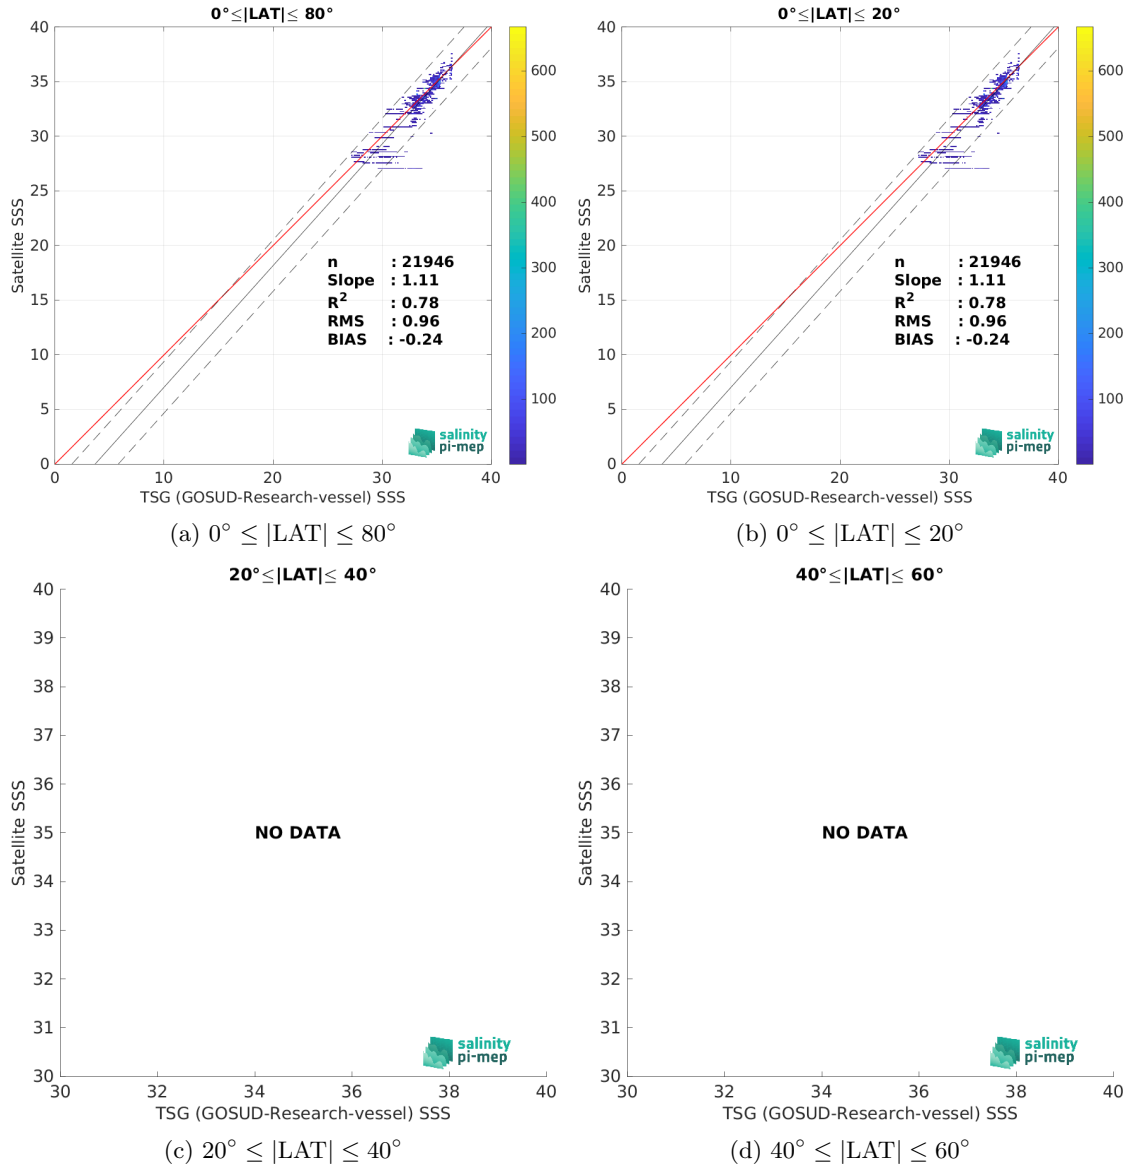 0°≤|LAT|≤ 80°
40
35
30
25
20
15
10
5
0
0
10
20
30
40
Satellite SSS
TSG (GOSUD-Research-vessel) SSS
n : 21946
Slope : 1.11
R² : 0.78
RMS : 0.96
BIAS : -0.24
salinity
pi-mep
600
500
400
300
200
100
(a) 0° ≤ |LAT| ≤ 80°
0°≤|LAT|≤ 20°
40
35
30
25
20
15
10
5
0
0
10
20
30
40
Satellite SSS
TSG (GOSUD-Research-vessel) SSS
n : 21946
Slope : 1.11
R² : 0.78
RMS : 0.96
BIAS : -0.24
salinity
pi-mep
600
500
400
300
200
100
(b) 0° ≤ |LAT| ≤ 20°
20°≤|LAT|≤ 40°
40
39
38
37
36
35
34
33
32
31
30
30
32
34
36
38
40
Satellite SSS
NO DATA
salinity
pi-mep
TSG (GOSUD-Research-vessel) SSS
(c) 20° ≤ |LAT| ≤ 40°
40°≤|LAT|≤ 60°
40
39
38
37
36
35
34
33
32
31
30
30
32
34
36
38
40
Satellite SSS
NO DATA
salinity
pi-mep
TSG (GOSUD-Research-vessel) SSS
(d) 40° ≤ |LAT| ≤ 60°